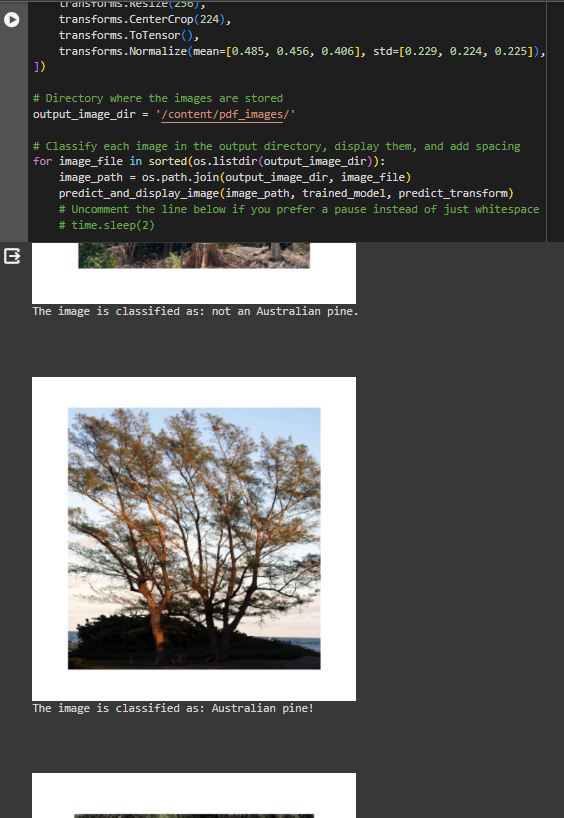 transforms.Resize(256),
transforms.CenterCrop(224),
transforms.ToTensor(),
transforms.Normalize(mean=[0.485, 0.456, 0.406], std=[0.229, 0.224, 0.225]),
])
# Directory where the images are stored
output_image_dir = '/content/pdf_images/'
# Classify each image in the output directory, display them, and add spacing
for image_file in sorted(os.listdir(output_image_dir)):
image_path = os.path.join(output_image_dir, image_file)
predict_and_display_image(image_path, trained_model, predict_transform)
# Uncomment the line below if you prefer a pause instead of just whitespace
# time.sleep(2)
The image is classified as: not an Australian pine.
The image is classified as: Australian pine!